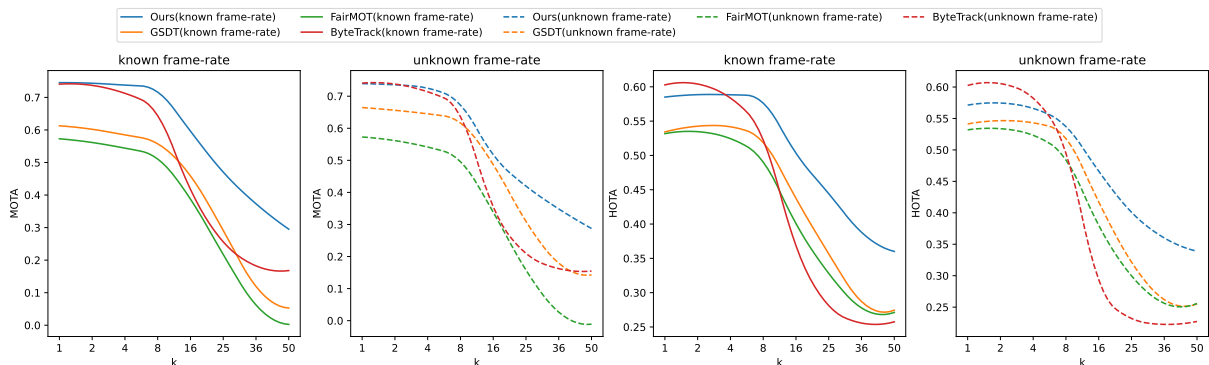 Ours(known frame-rate) FairMOT(known frame-rate) Ours(unknown frame-rate) FairMOT(unknown frame-rate) ByteTrack(unknown frame-rate)
GSDT(known frame-rate) ByteTrack(known frame-rate) GSDT(unknown frame-rate)
known frame-rate
MOTA
0.7
0.6
0.5
0.4
0.3
0.2
0.1
0.0
1 2 4 8 16 25 36 50
k
unknown frame-rate
MOTA
0.7
0.6
0.5
0.4
0.3
0.2
0.1
0.0
1 2 4 8 16 25 36 50
k
known frame-rate
HOTA
0.60
0.55
0.50
0.45
0.40
0.35
0.30
0.25
1 2 4 8 16 25 36 50
k
unknown frame-rate
HOTA
0.60
0.55
0.50
0.45
0.40
0.35
0.30
0.25
1 2 4 8 16 25 36 50
k